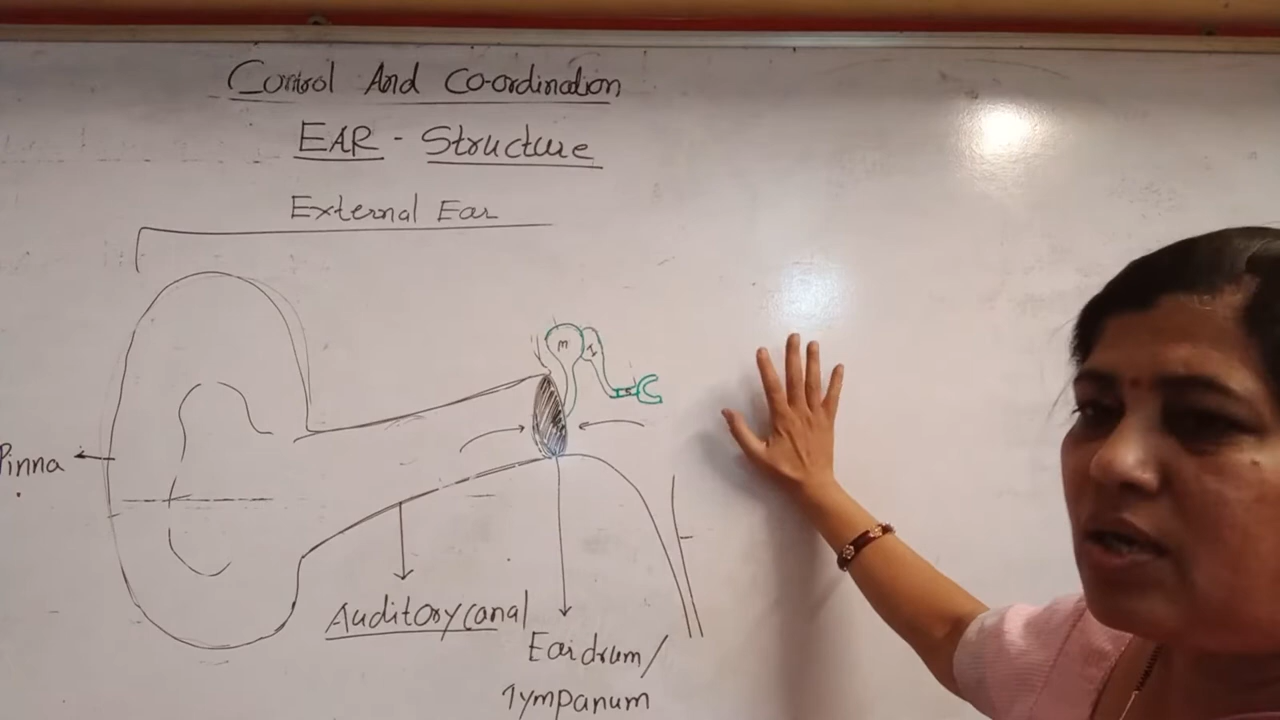 Control And Co-ordination
EAR - Structure
External Ear
M
I
S
Pinna
Auditory canal
Eardrum/
Tympanum